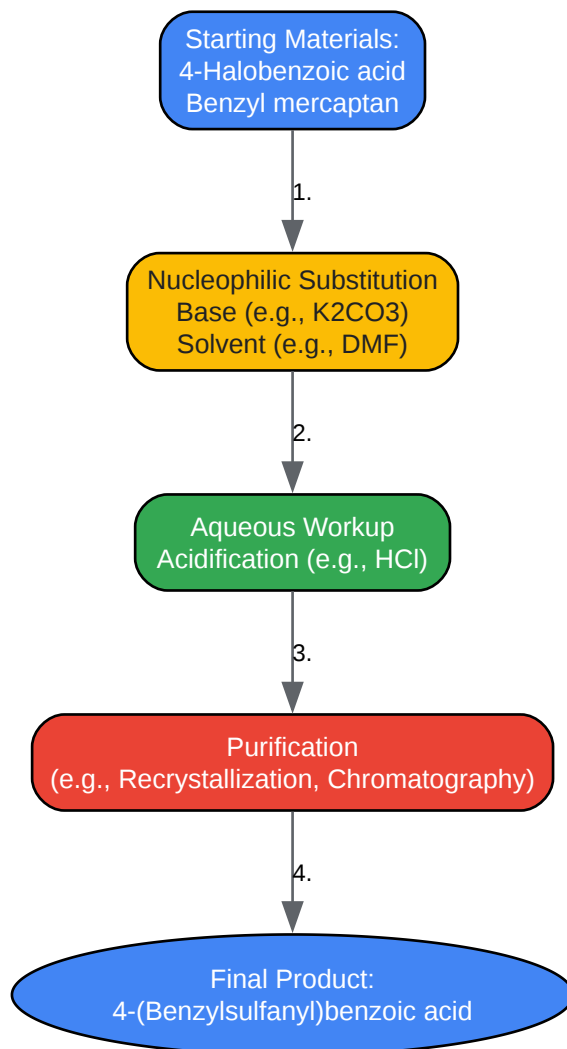 Starting Materials:
4-Halobenzoic acid
Benzyl mercaptan
1.
Nucleophilic Substitution
Base (e.g., K2CO3)
Solvent (e.g., DMF)
2.
Aqueous Workup
Acidification (e.g., HCl)
3.
Purification
(e.g., Recrystallization, Chromatography)
4.
Final Product:
4-(Benzylsulfanyl)benzoic acid